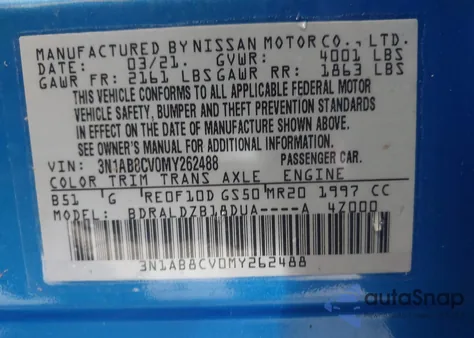 MANUFACTURED BY NISSAN MOTOR CO., LTD.
DATE: 03/21. GVWR: 4001 LBS
GAWR FR: 2161 LBS GAWR RR: 1863 LBS
THIS VEHICLE CONFORMS TO ALL APPLICABLE FEDERAL MOTOR
VEHICLE SAFETY, BUMPER AND THEFT PREVENTION STANDARDS
IN EFFECT ON THE DATE OF MANUFACTURE SHOWN ABOVE.
SEE OWNER'S MANUAL FOR ADDITIONAL INFORMATION.
VIN: 3N1AB8CV0MY262488 PASSENGER CAR.
COLOR TRIM TRANS AXLE ENGINE
B51 G RE0F10D GS50 MR20 1997 CC
MODEL: BDRALDZB18DUA----A 47000
3N1AB8CV0MY262488
autoSnap